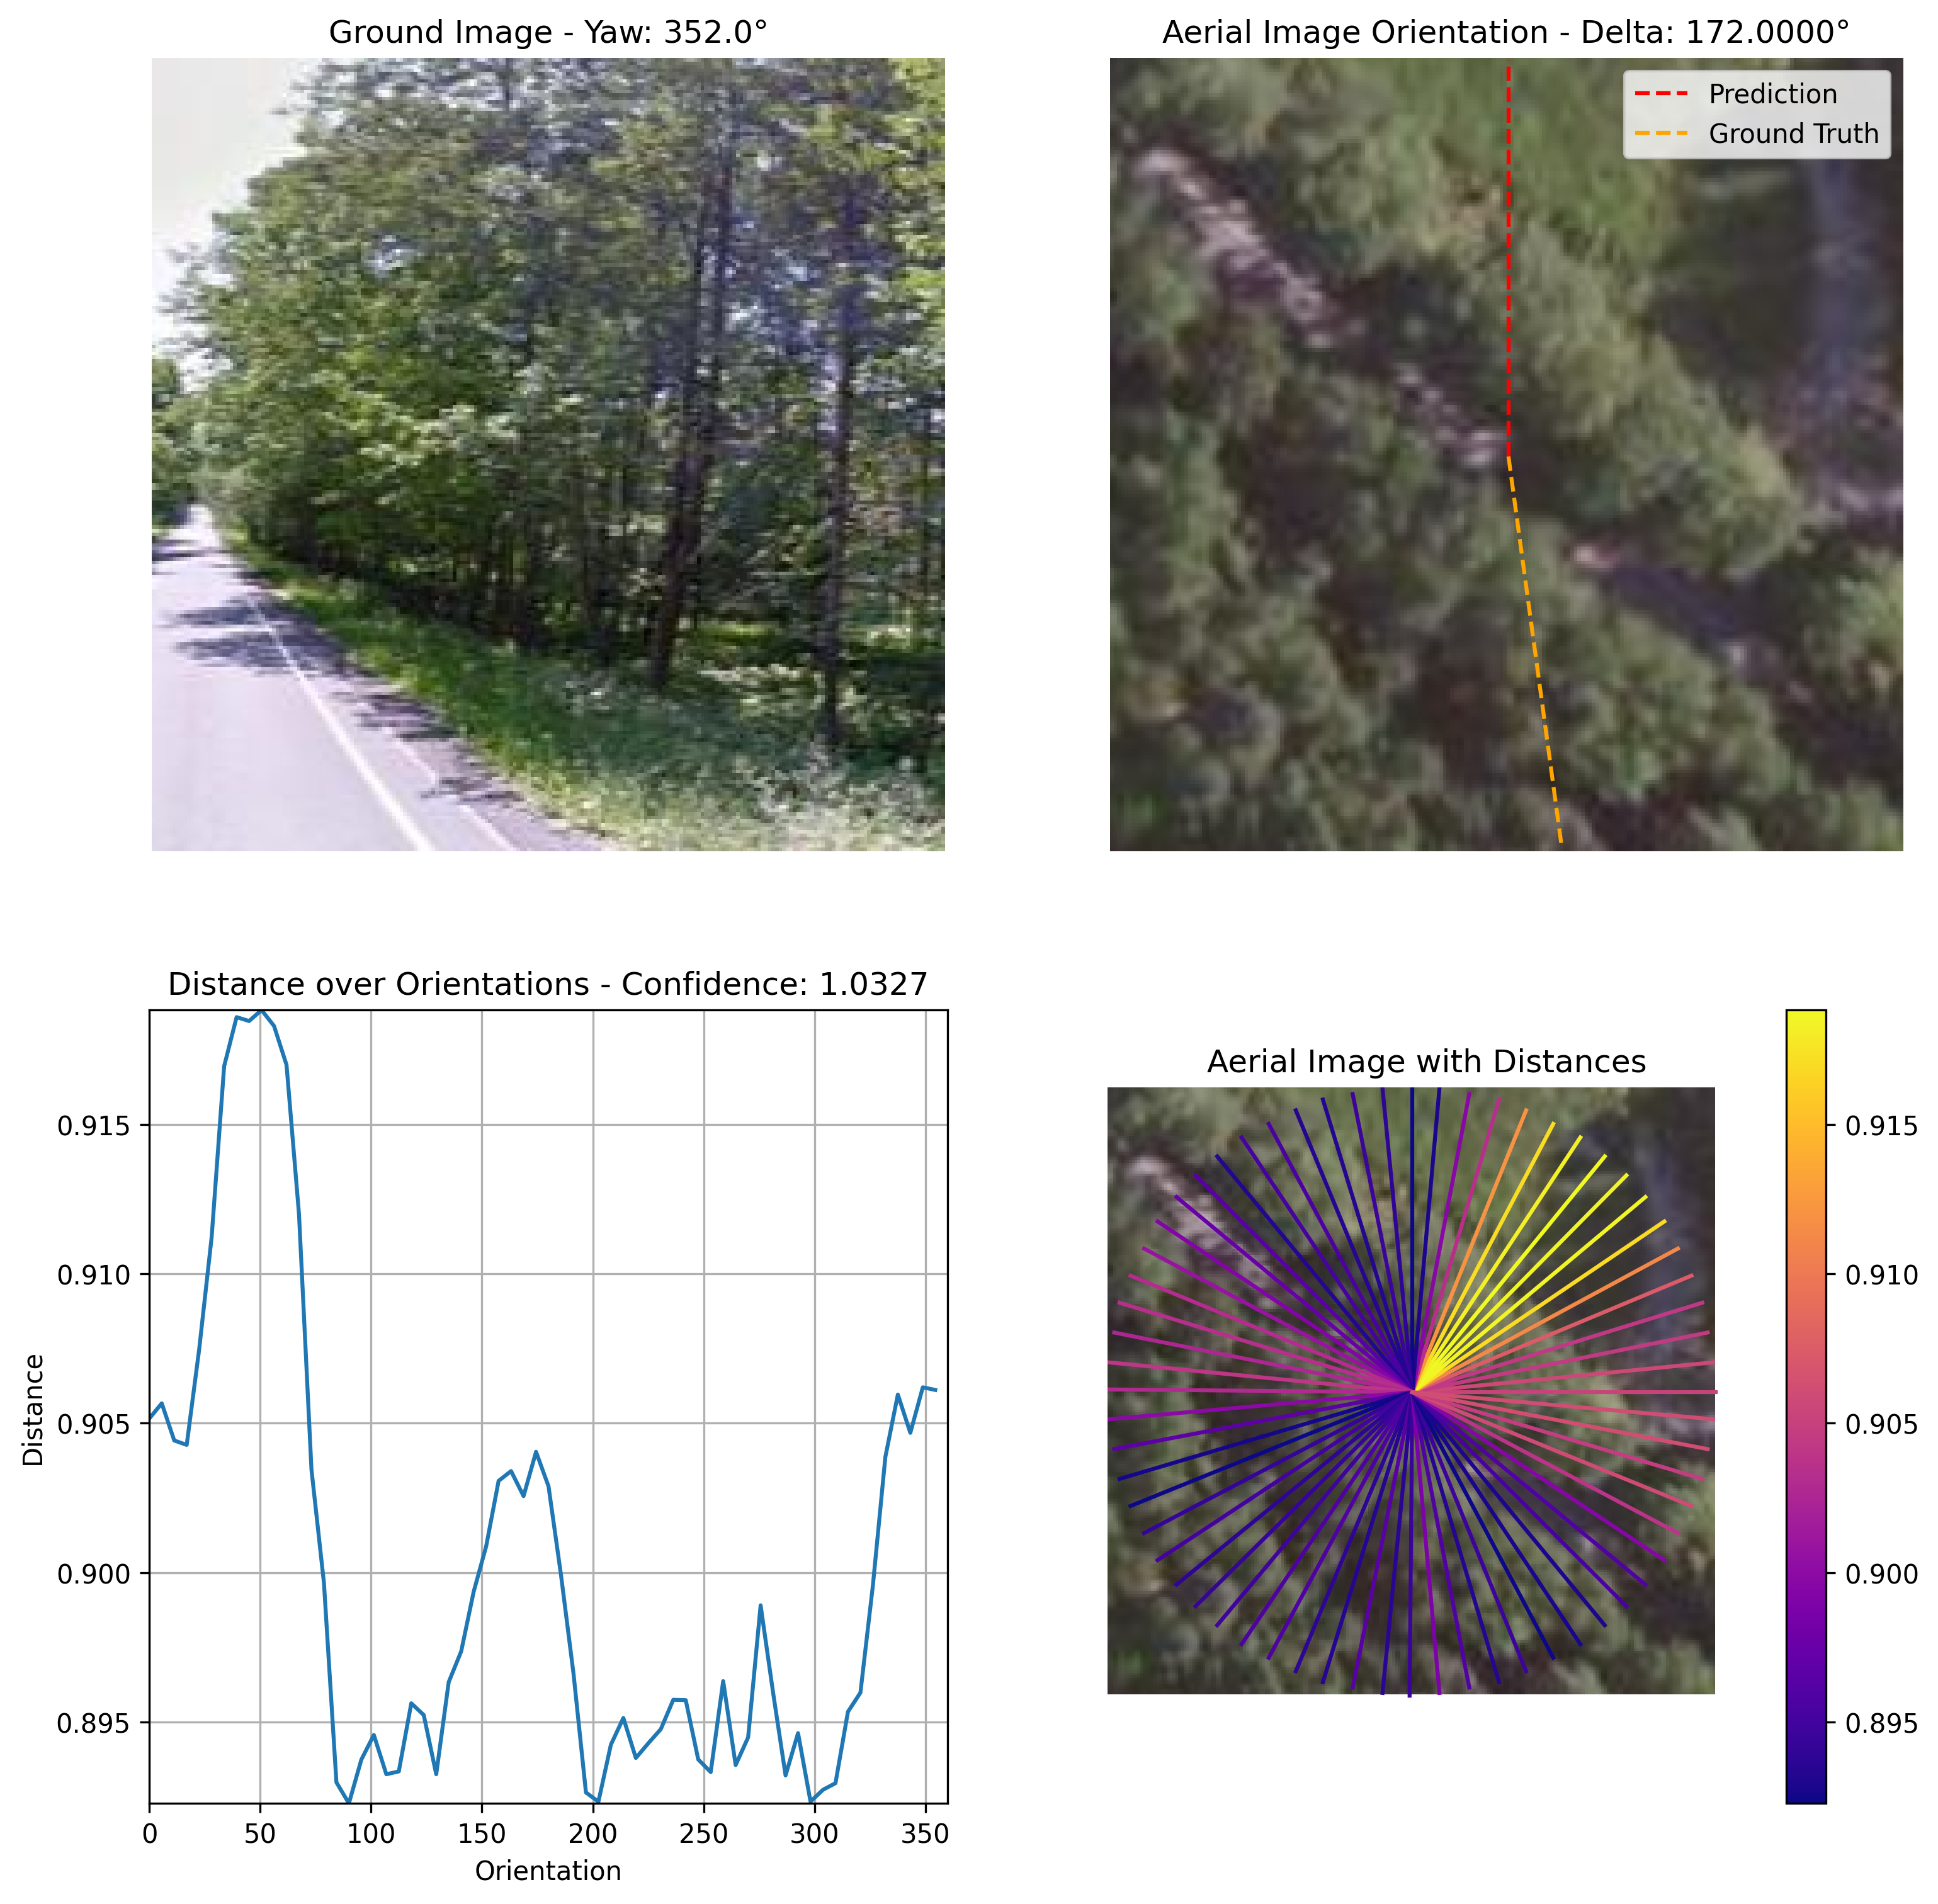 Ground Image - Yaw: 352.0°
Aerial Image Orientation - Delta: 172.0000°
Prediction
Ground Truth
Distance over Orientations - Confidence: 1.0327
0.915
0.910
0.905
0.900
0.895
Distance
0 50 100 150 200 250 300 350
Orientation
Aerial Image with Distances
0.915
0.910
0.905
0.900
0.895